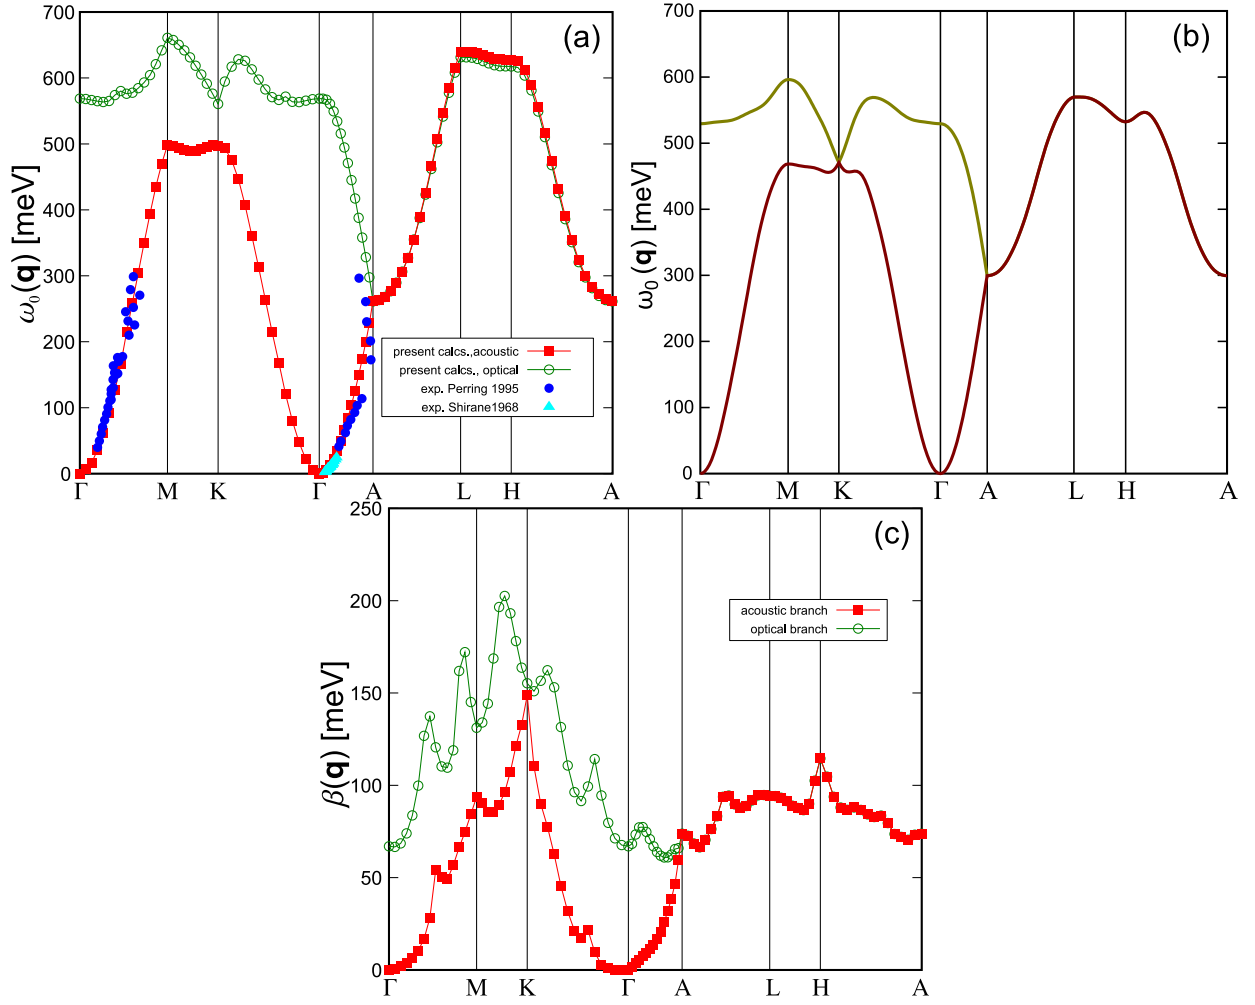 (a)
700
600
500
400
300
200
100
0
ω₀(q) [meV]
present calcs.,acoustic
present calcs., optical
exp. Perring 1995
exp. Shirane1968
Γ M K Γ A L H A
(b)
700
600
500
400
300
200
100
0
ω₀(q) [meV]
Γ M K Γ A L H A
(c)
250
200
150
100
50
0
β(q) [meV]
acoustic branch
optical branch
Γ M K Γ A L H A